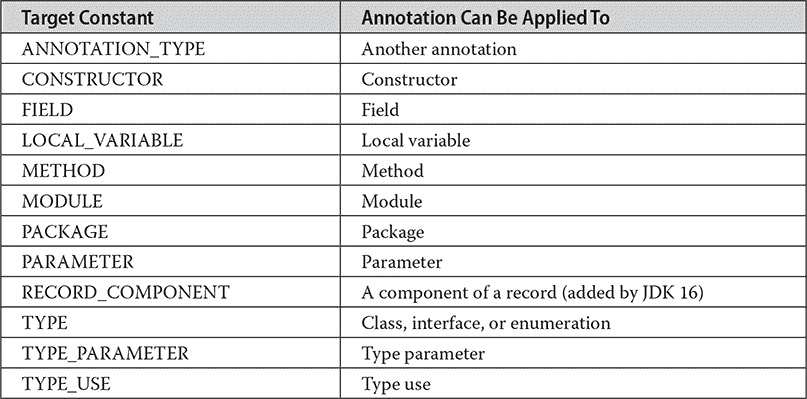 Target Constant Annotation Can Be Applied To
ANNOTATION_TYPE Another annotation
CONSTRUCTOR Constructor
FIELD Field
LOCAL_VARIABLE Local variable
METHOD Method
MODULE Module
PACKAGE Package
PARAMETER Parameter
RECORD_COMPONENT A component of a record (added by JDK 16)
TYPE Class, interface, or enumeration
TYPE_PARAMETER Type parameter
TYPE_USE Type use